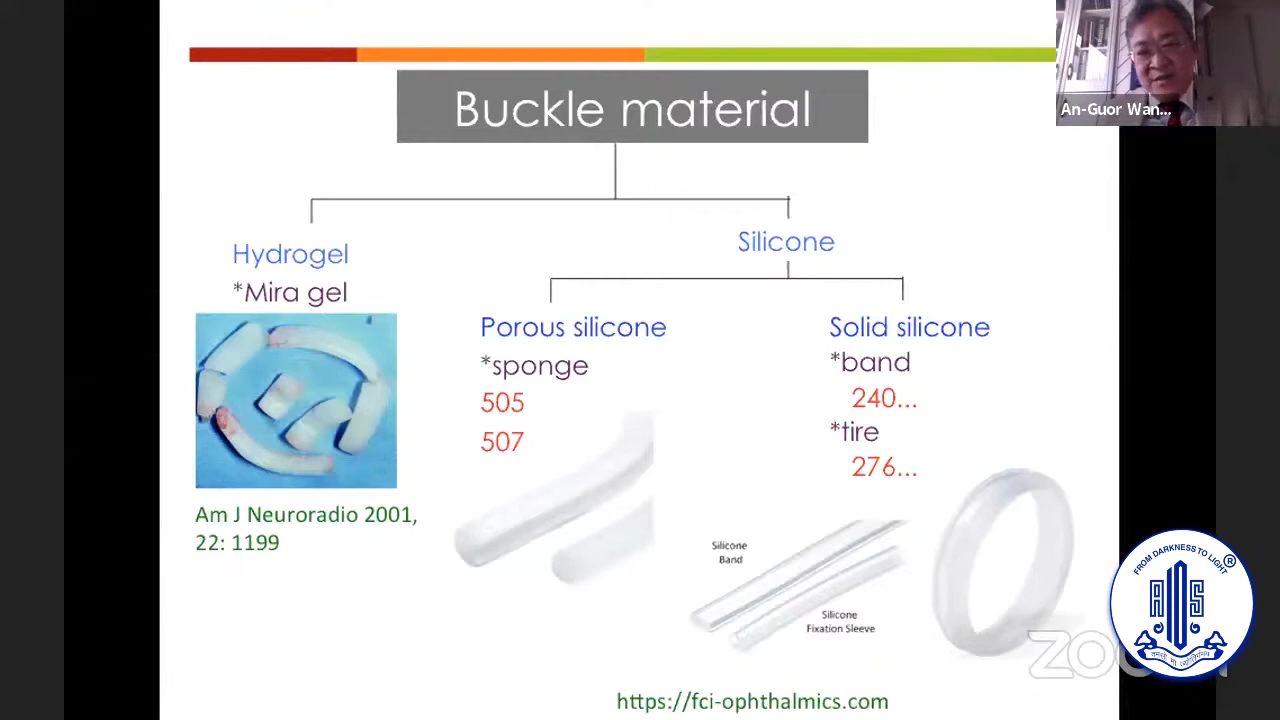 Buckle material
An-Guor Wan...
Hydrogel
*Mira gel
Silicone
Porous silicone
*sponge
505
507
Solid silicone
*band
240...
*tire
276...
Am J Neuroradio 2001,
22: 1199
Silicone
Band
Silicone
Fixation Sleeve
https://fci-ophthalmics.com
FROM DARKNESS TO LIGHT
®
AIOS